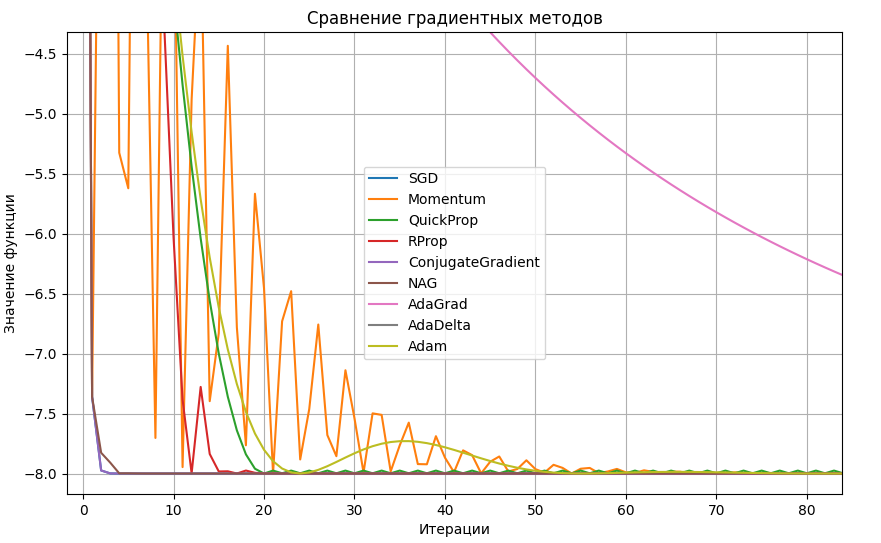 Сравнение градиентных методов
Значение функции
−4.5
−5.0
−5.5
−6.0
−6.5
−7.0
−7.5
−8.0
SGD
Momentum
QuickProp
RProp
ConjugateGradient
NAG
AdaGrad
AdaDelta
Adam
0 10 20 30 40 50 60 70 80
Итерации